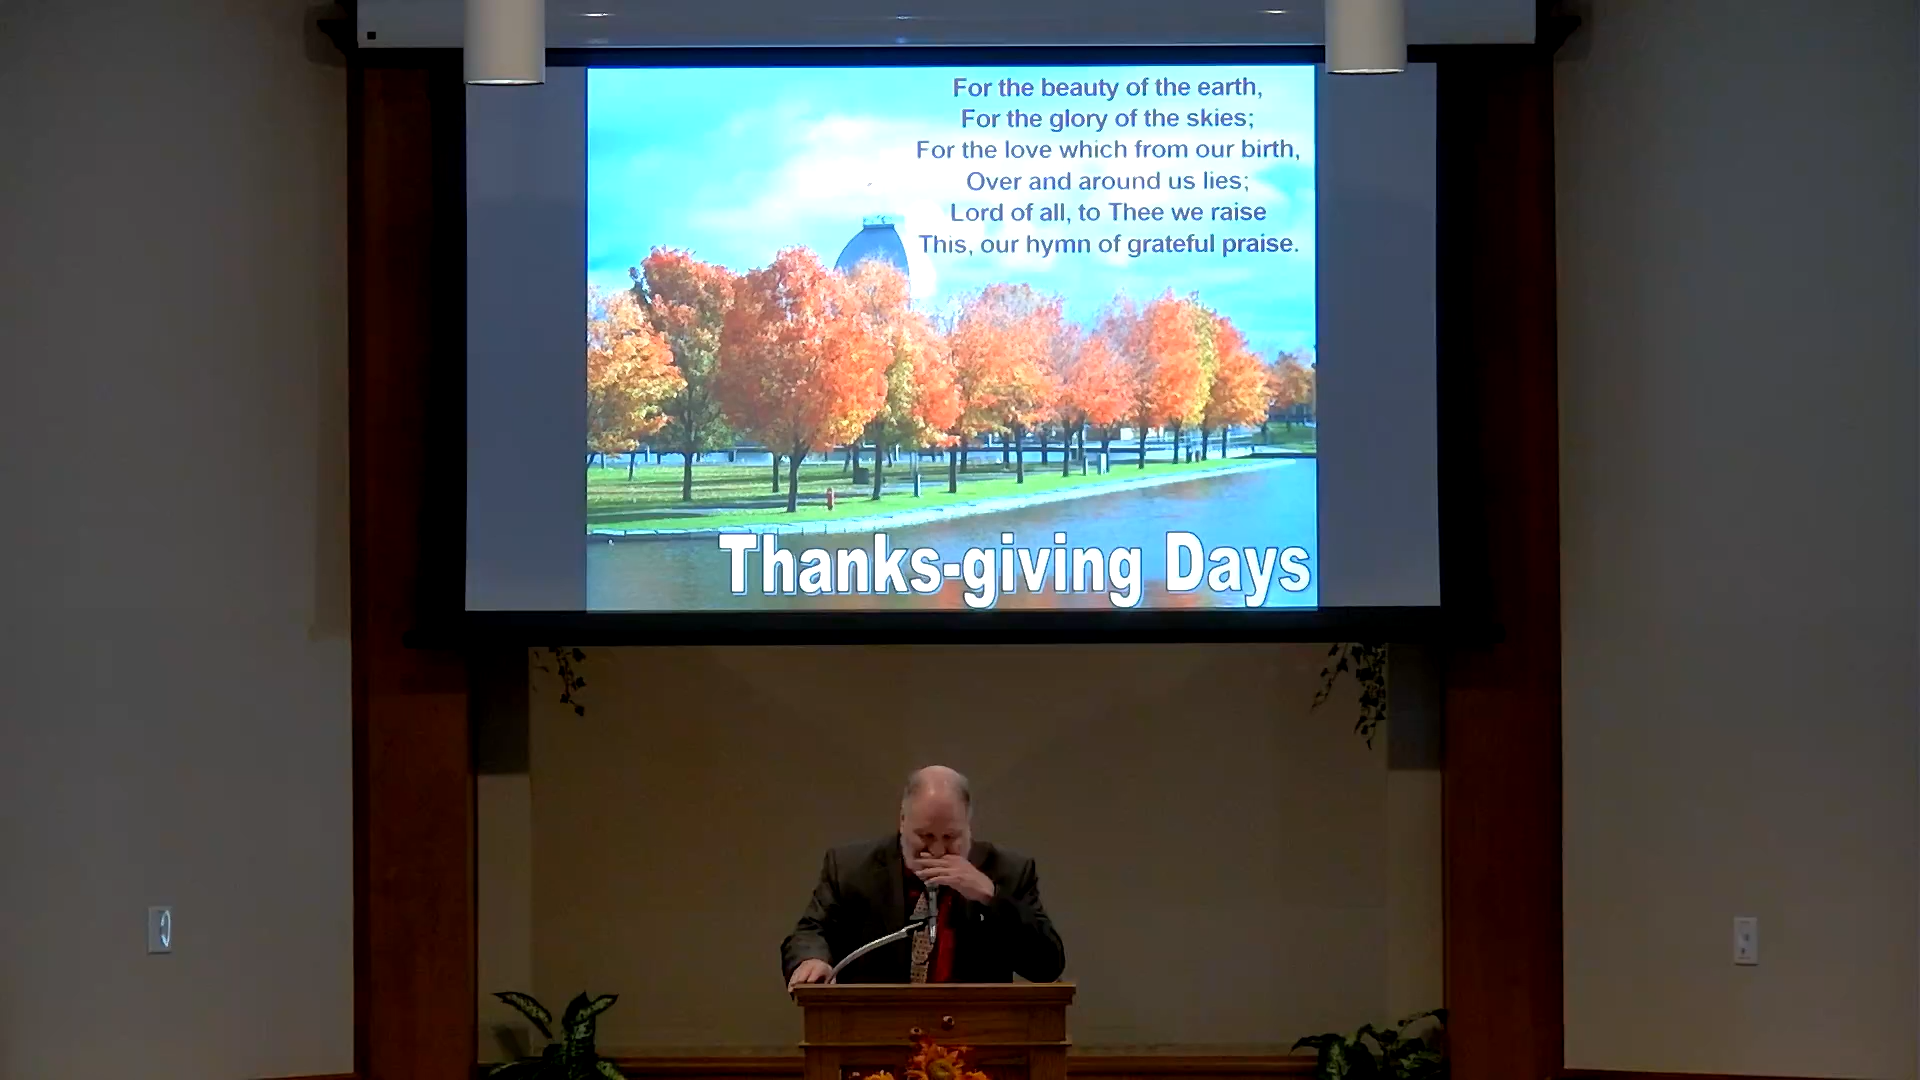 For the beauty of the earth,
For the glory of the skies;
For the love which from our birth,
Over and around us lies;
Lord of all, to Thee we raise
This, our hymn of grateful praise.
Thanks-giving Days